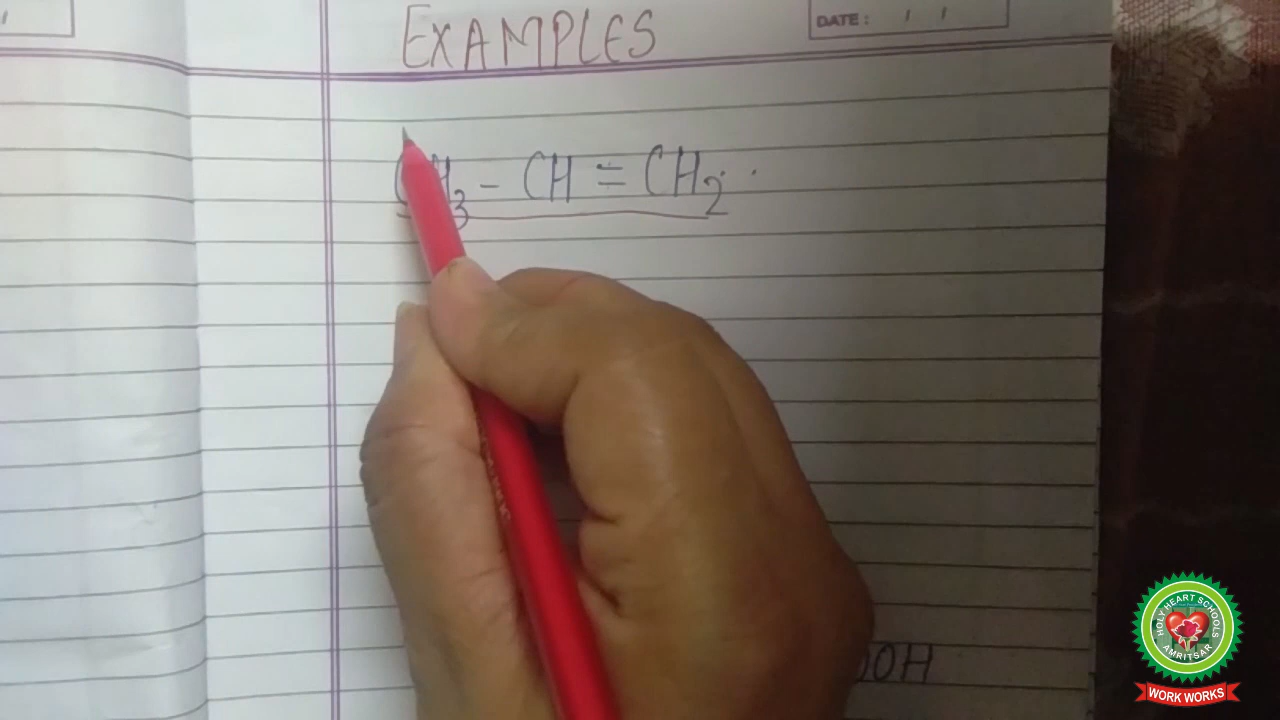 EXAMPLES
DATE : / /
CH3 - CH = CH2
OOH
HOLY HEART SCHOOLS
AMRITSAR
WORK WORKS